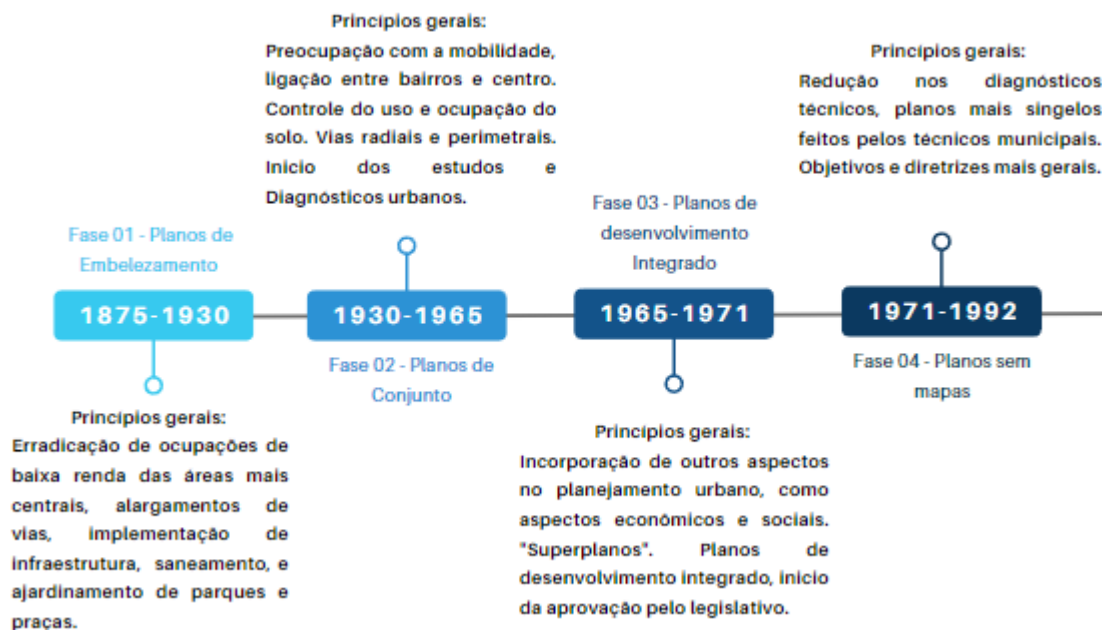 Princípios gerais:
Preocupação com a mobilidade,
ligação entre bairros e centro.
Controle do uso e ocupação do
solo. Vias radiais e perimetrais.
Inicio dos estudos e
Diagnósticos urbanos.
Princípios gerais:
Redução nos diagnósticos
técnicos, planos mais singelos
feitos pelos técnicos municipais.
Objetivos e diretrizes mais gerais.
Fase 01 - Planos de
Embelezamento
Fase 03 - Planos de
desenvolvimento
Integrado
1875-1930
1930-1965
1965-1971
1971-1992
Fase 02 - Planos de
Conjunto
Fase 04 - Planos sem
mapas
Princípios gerais:
Erradicação de ocupações de
baixa renda das áreas mais
centrais, alargamentos de
vias, implementação de
infraestrutura, saneamento, e
ajardinamento de parques e
praças.
Princípios gerais:
Incorporação de outros aspectos
no planejamento urbano, como
aspectos econômicos e sociais.
"Superplanos". Planos de
desenvolvimento integrado, inicio
da aprovação pelo legislativo.